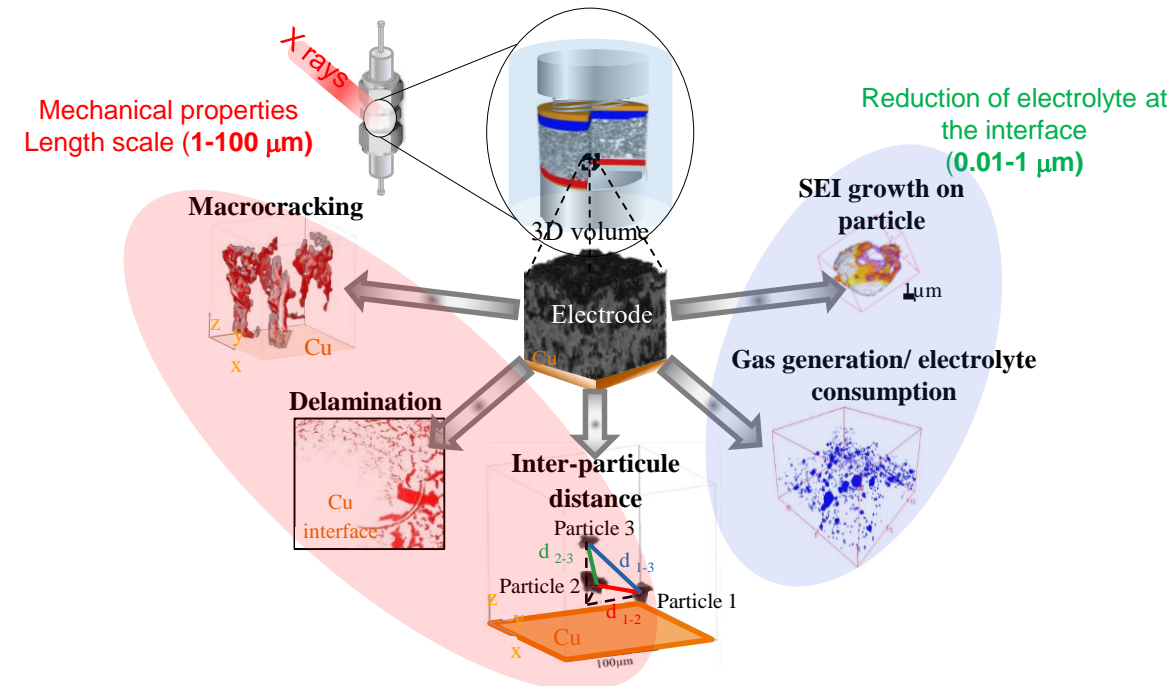 X rays
Mechanical properties
Length scale (1-100 μm)
Reduction of electrolyte at
the interface
(0.01-1 μm)
Macrocracking
z
y
x
Cu
3D volume
Electrode
Cu
SEI growth on
particle
1μm
Gas generation/ electrolyte
consumption
Delamination
Cu
interface
Inter-particule
distance
Particle 3
d 2-3
d 1-3
Particle 2
Particle 1
d 1-2
z
y
x
Cu
100μm